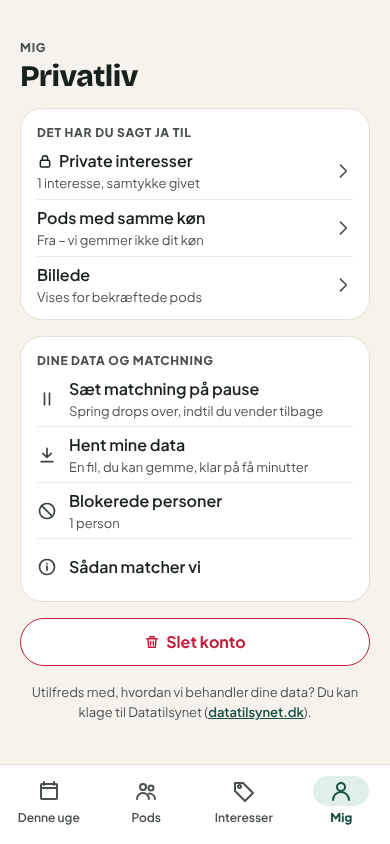 MIG
Privatliv
DET HAR DU SAGT JA TIL
Private interesser
1 interesse, samtykke givet
Pods med samme køn
Fra – vi gemmer ikke dit køn
Billede
Vises for bekræftede pods
DINE DATA OG MATCHNING
Sæt matchning på pause
Spring drops over, indtil du vender tilbage
Hent mine data
En fil, du kan gemme, klar på få minutter
Blokerede personer
1 person
Sådan matcher vi
Slet konto
Utilfreds med, hvordan vi behandler dine data? Du kan
klage til Datatilsynet (datatilsynet.dk).
Denne uge
Pods
Interesser
Mig